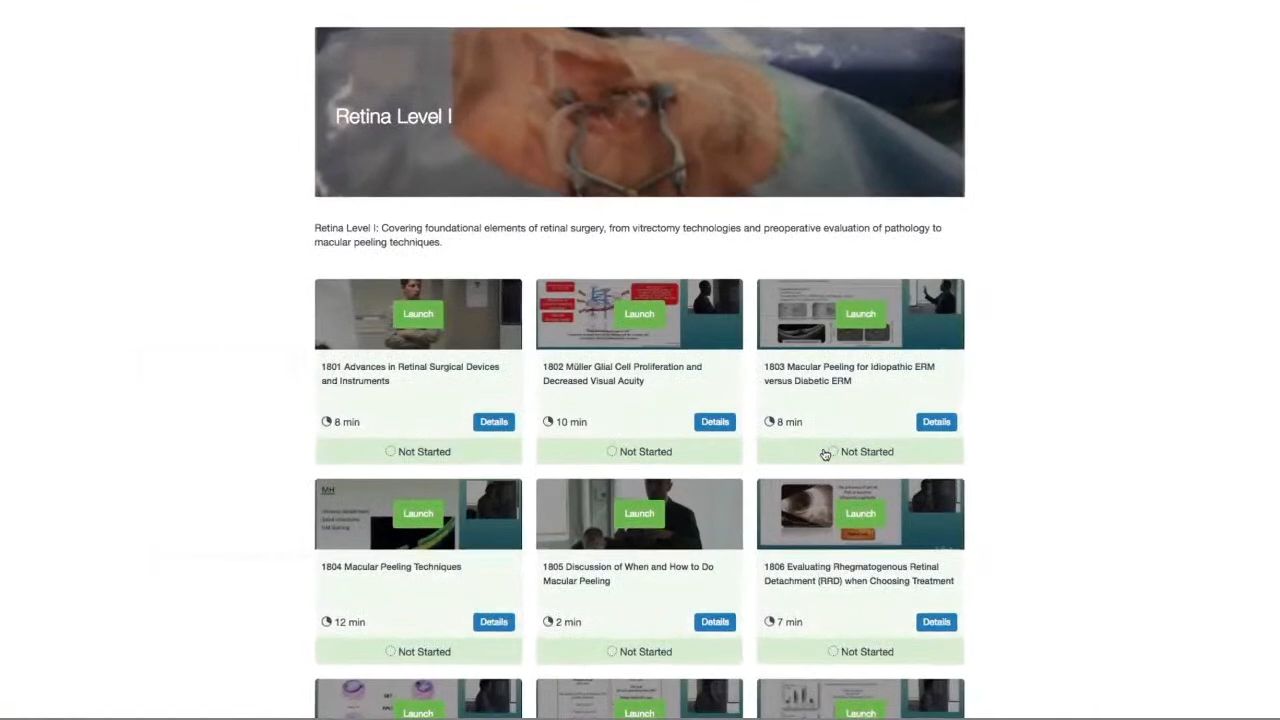 Retina Level I
Retina Level I: Covering foundational elements of retinal surgery, from vitrectomy technologies and preoperative evaluation of pathology to
macular peeling techniques.
Launch
Launch
Launch
1801 Advances in Retinal Surgical Devices
and Instruments
1802 Müller Glial Cell Proliferation and
Decreased Visual Acuity
1803 Macular Peeling for Idiopathic ERM
versus Diabetic ERM
8 min
Details
10 min
Details
8 min
Details
Not Started
Not Started
Not Started
MH
Launch
Launch
Launch
1804 Macular Peeling Techniques
1805 Discussion of When and How to Do
Macular Peeling
1806 Evaluating Rhegmatogenous Retinal
Detachment (RRD) when Choosing Treatment
12 min
Details
2 min
Details
7 min
Details
Not Started
Not Started
Not Started
Launch
Launch
Launch